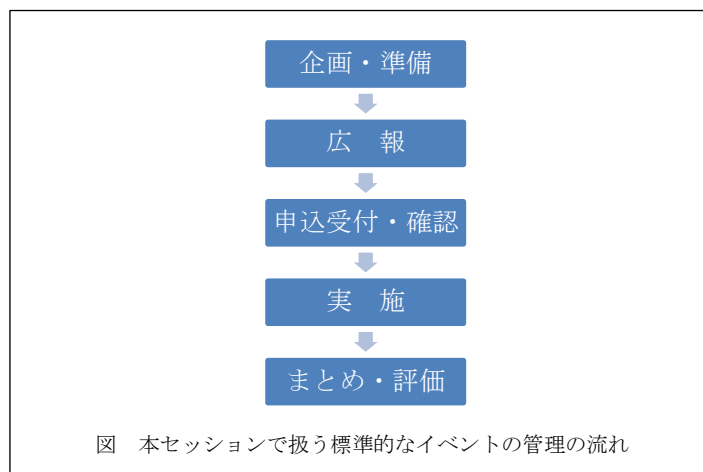 企画・準備
広　報
申込受付・確認
実　施
まとめ・評価
図　本セッションで扱う標準的なイベントの管理の流れ